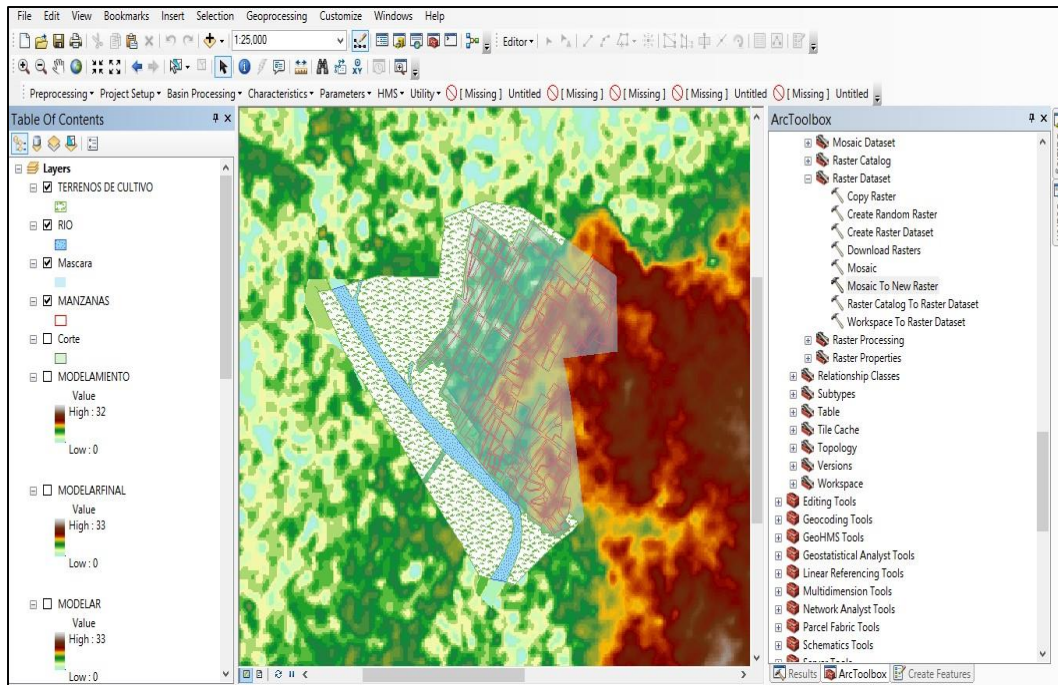 File Edit View Bookmarks Insert Selection Geoprocessing Customize Windows Help
1:25,000
Editor
Preprocessing Project Setup Basin Processing Characteristics Parameters HMS Utility [ Missing ] Untitled [ Missing ] [ Missing ] [ Missing ] Untitled [ Missing ] Untitled
Table Of Contents
Layers
TERRENOS DE CULTIVO
RIO
Mascara
MANZANAS
Corte
MODELAMIENTO
Value
High : 32
Low : 0
MODELARFINAL
Value
High : 33
Low : 0
MODELAR
Value
High : 33
Low : 0
ArcToolbox
Mosaic Dataset
Raster Catalog
Raster Dataset
Copy Raster
Create Random Raster
Create Raster Dataset
Download Rasters
Mosaic
Mosaic To New Raster
Raster Catalog To Raster Dataset
Workspace To Raster Dataset
Raster Processing
Raster Properties
Relationship Classes
Subtypes
Table
Tile Cache
Topology
Versions
Workspace
Editing Tools
Geocoding Tools
GeoHMS Tools
Geostatistical Analyst Tools
Linear Referencing Tools
Multidimension Tools
Network Analyst Tools
Parcel Fabric Tools
Schematics Tools
Results ArcToolbox Create Features